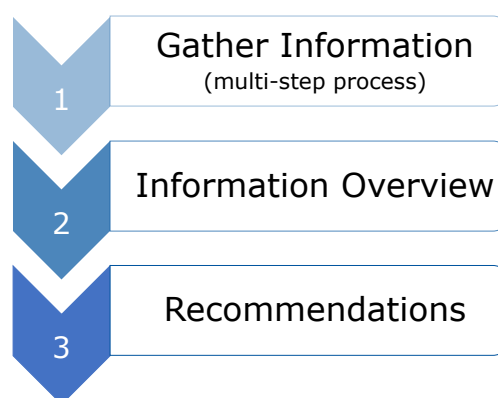 1
Gather Information
(multi-step process)
2
Information Overview
3
Recommendations